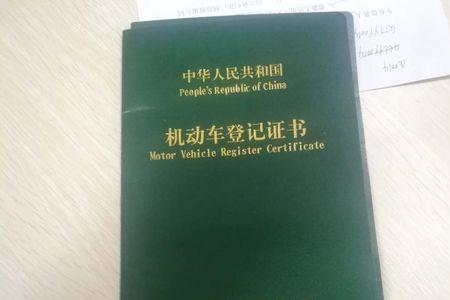 中华人民共和国
People's Republic of China
机动车登记证书
Motor Vehicle Register Certificate